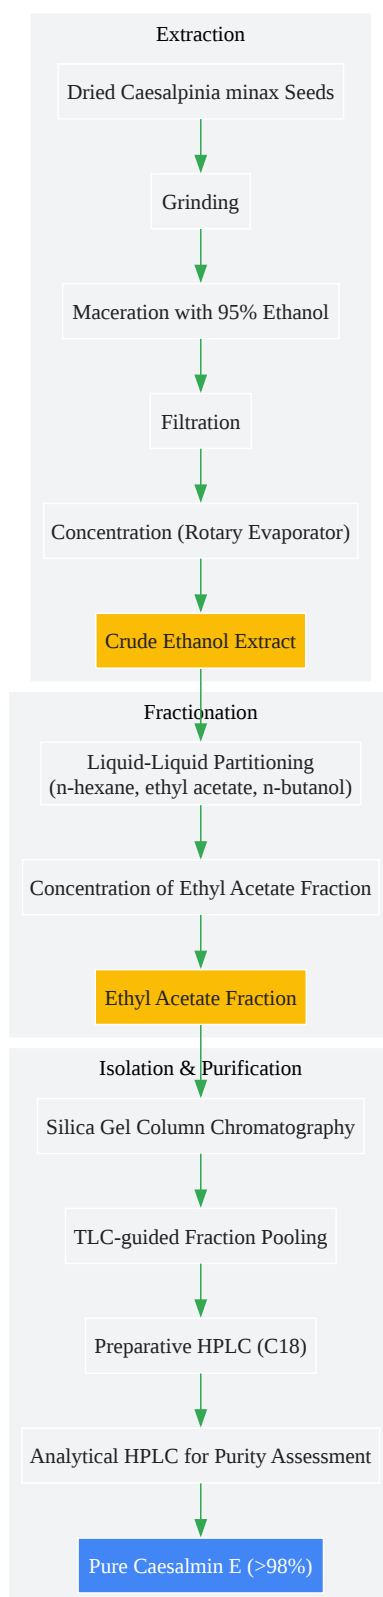 Extraction
Dried Caesalpinia minax Seeds
Grinding
Maceration with 95% Ethanol
Filtration
Concentration (Rotary Evaporator)
Crude Ethanol Extract
Fractionation
Liquid-Liquid Partitioning
(n-hexane, ethyl acetate, n-butanol)
Concentration of Ethyl Acetate Fraction
Ethyl Acetate Fraction
Isolation & Purification
Silica Gel Column Chromatography
TLC-guided Fraction Pooling
Preparative HPLC (C18)
Analytical HPLC for Purity Assessment
Pure Caesalmin E (>98%)